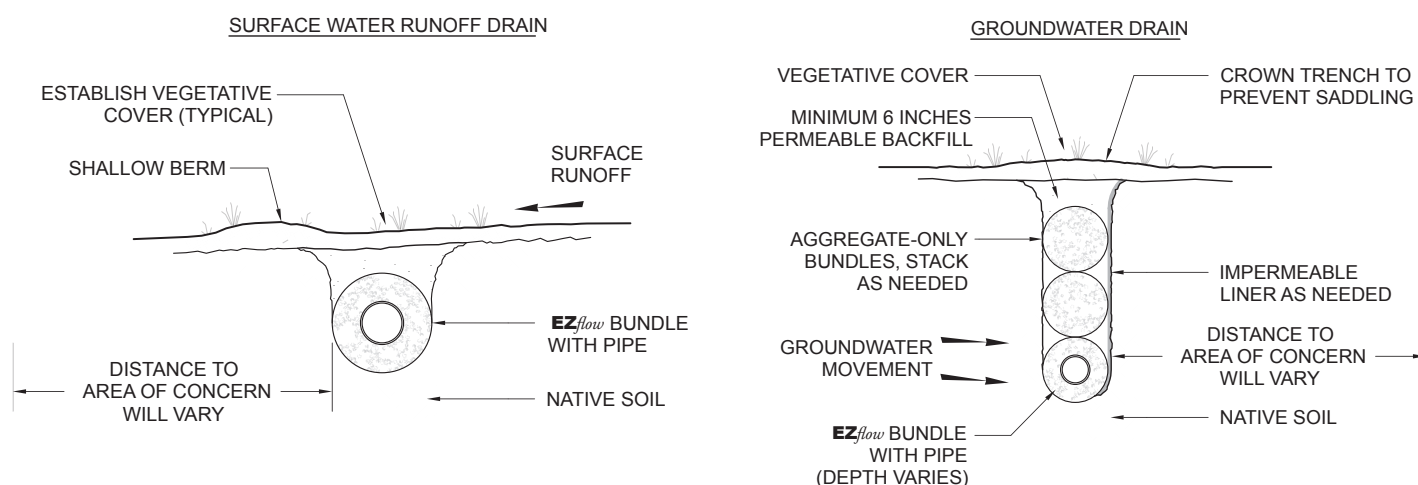 SURFACE WATER RUNOFF DRAIN
ESTABLISH VEGETATIVE
COVER (TYPICAL)
SHALLOW BERM
SURFACE
RUNOFF
EZflow BUNDLE
WITH PIPE
DISTANCE TO
AREA OF CONCERN
WILL VARY
NATIVE SOIL
GROUNDWATER DRAIN
VEGETATIVE COVER
CROWN TRENCH TO
PREVENT SADDLING
MINIMUM 6 INCHES
PERMEABLE BACKFILL
AGGREGATE-ONLY
BUNDLES, STACK
AS NEEDED
IMPERMEABLE
LINER AS NEEDED
GROUNDWATER
MOVEMENT
DISTANCE TO
AREA OF CONCERN
WILL VARY
NATIVE SOIL
EZflow BUNDLE
WITH PIPE
(DEPTH VARIES)